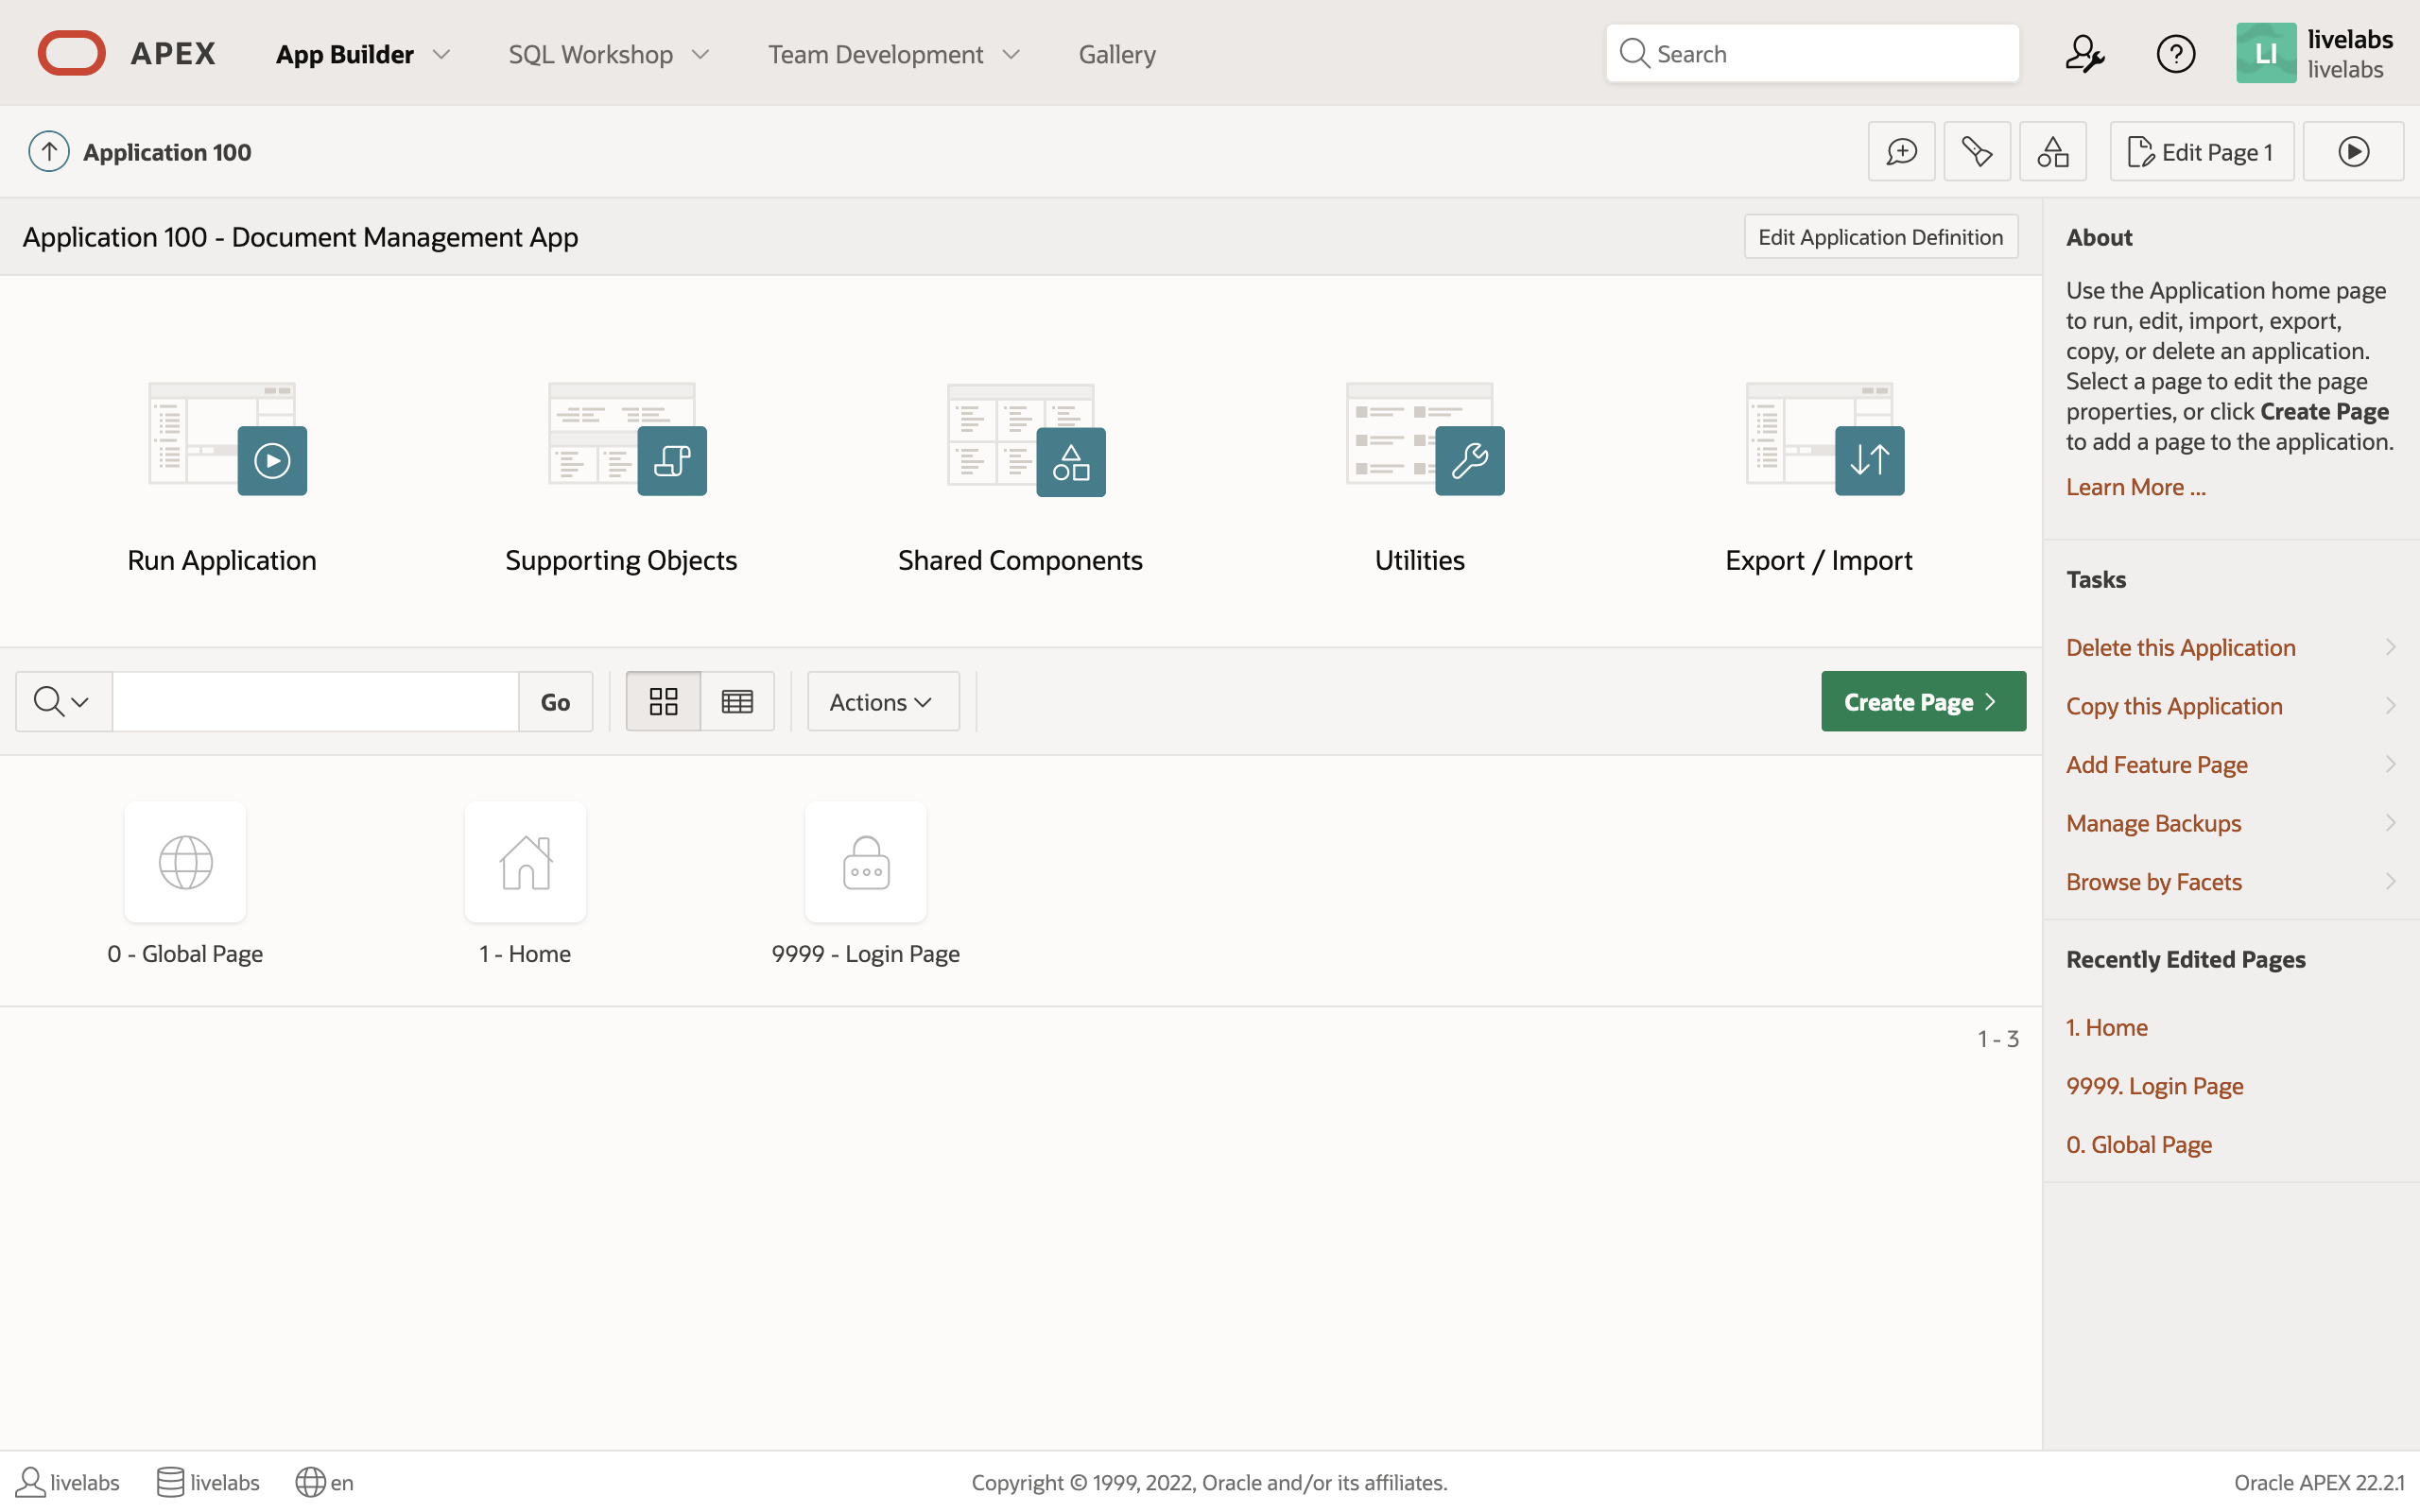 APEX
App Builder
SQL Workshop
Team Development
Gallery
Search
LI
livelabs
livelabs
Application 100
Edit Page 1
Application 100 - Document Management App
Edit Application Definition
Run Application
Supporting Objects
Shared Components
Utilities
Export / Import
Go
Actions
Create Page
0 - Global Page
1 - Home
9999 - Login Page
1 - 3
About
Use the Application home page
to run, edit, import, export,
copy, or delete an application.
Select a page to edit the page
properties, or click Create Page
to add a page to the application.
Learn More ...
Tasks
Delete this Application
Copy this Application
Add Feature Page
Manage Backups
Browse by Facets
Recently Edited Pages
1. Home
9999. Login Page
0. Global Page
livelabs
livelabs
en
Copyright © 1999, 2022, Oracle and/or its affiliates.
Oracle APEX 22.2.1